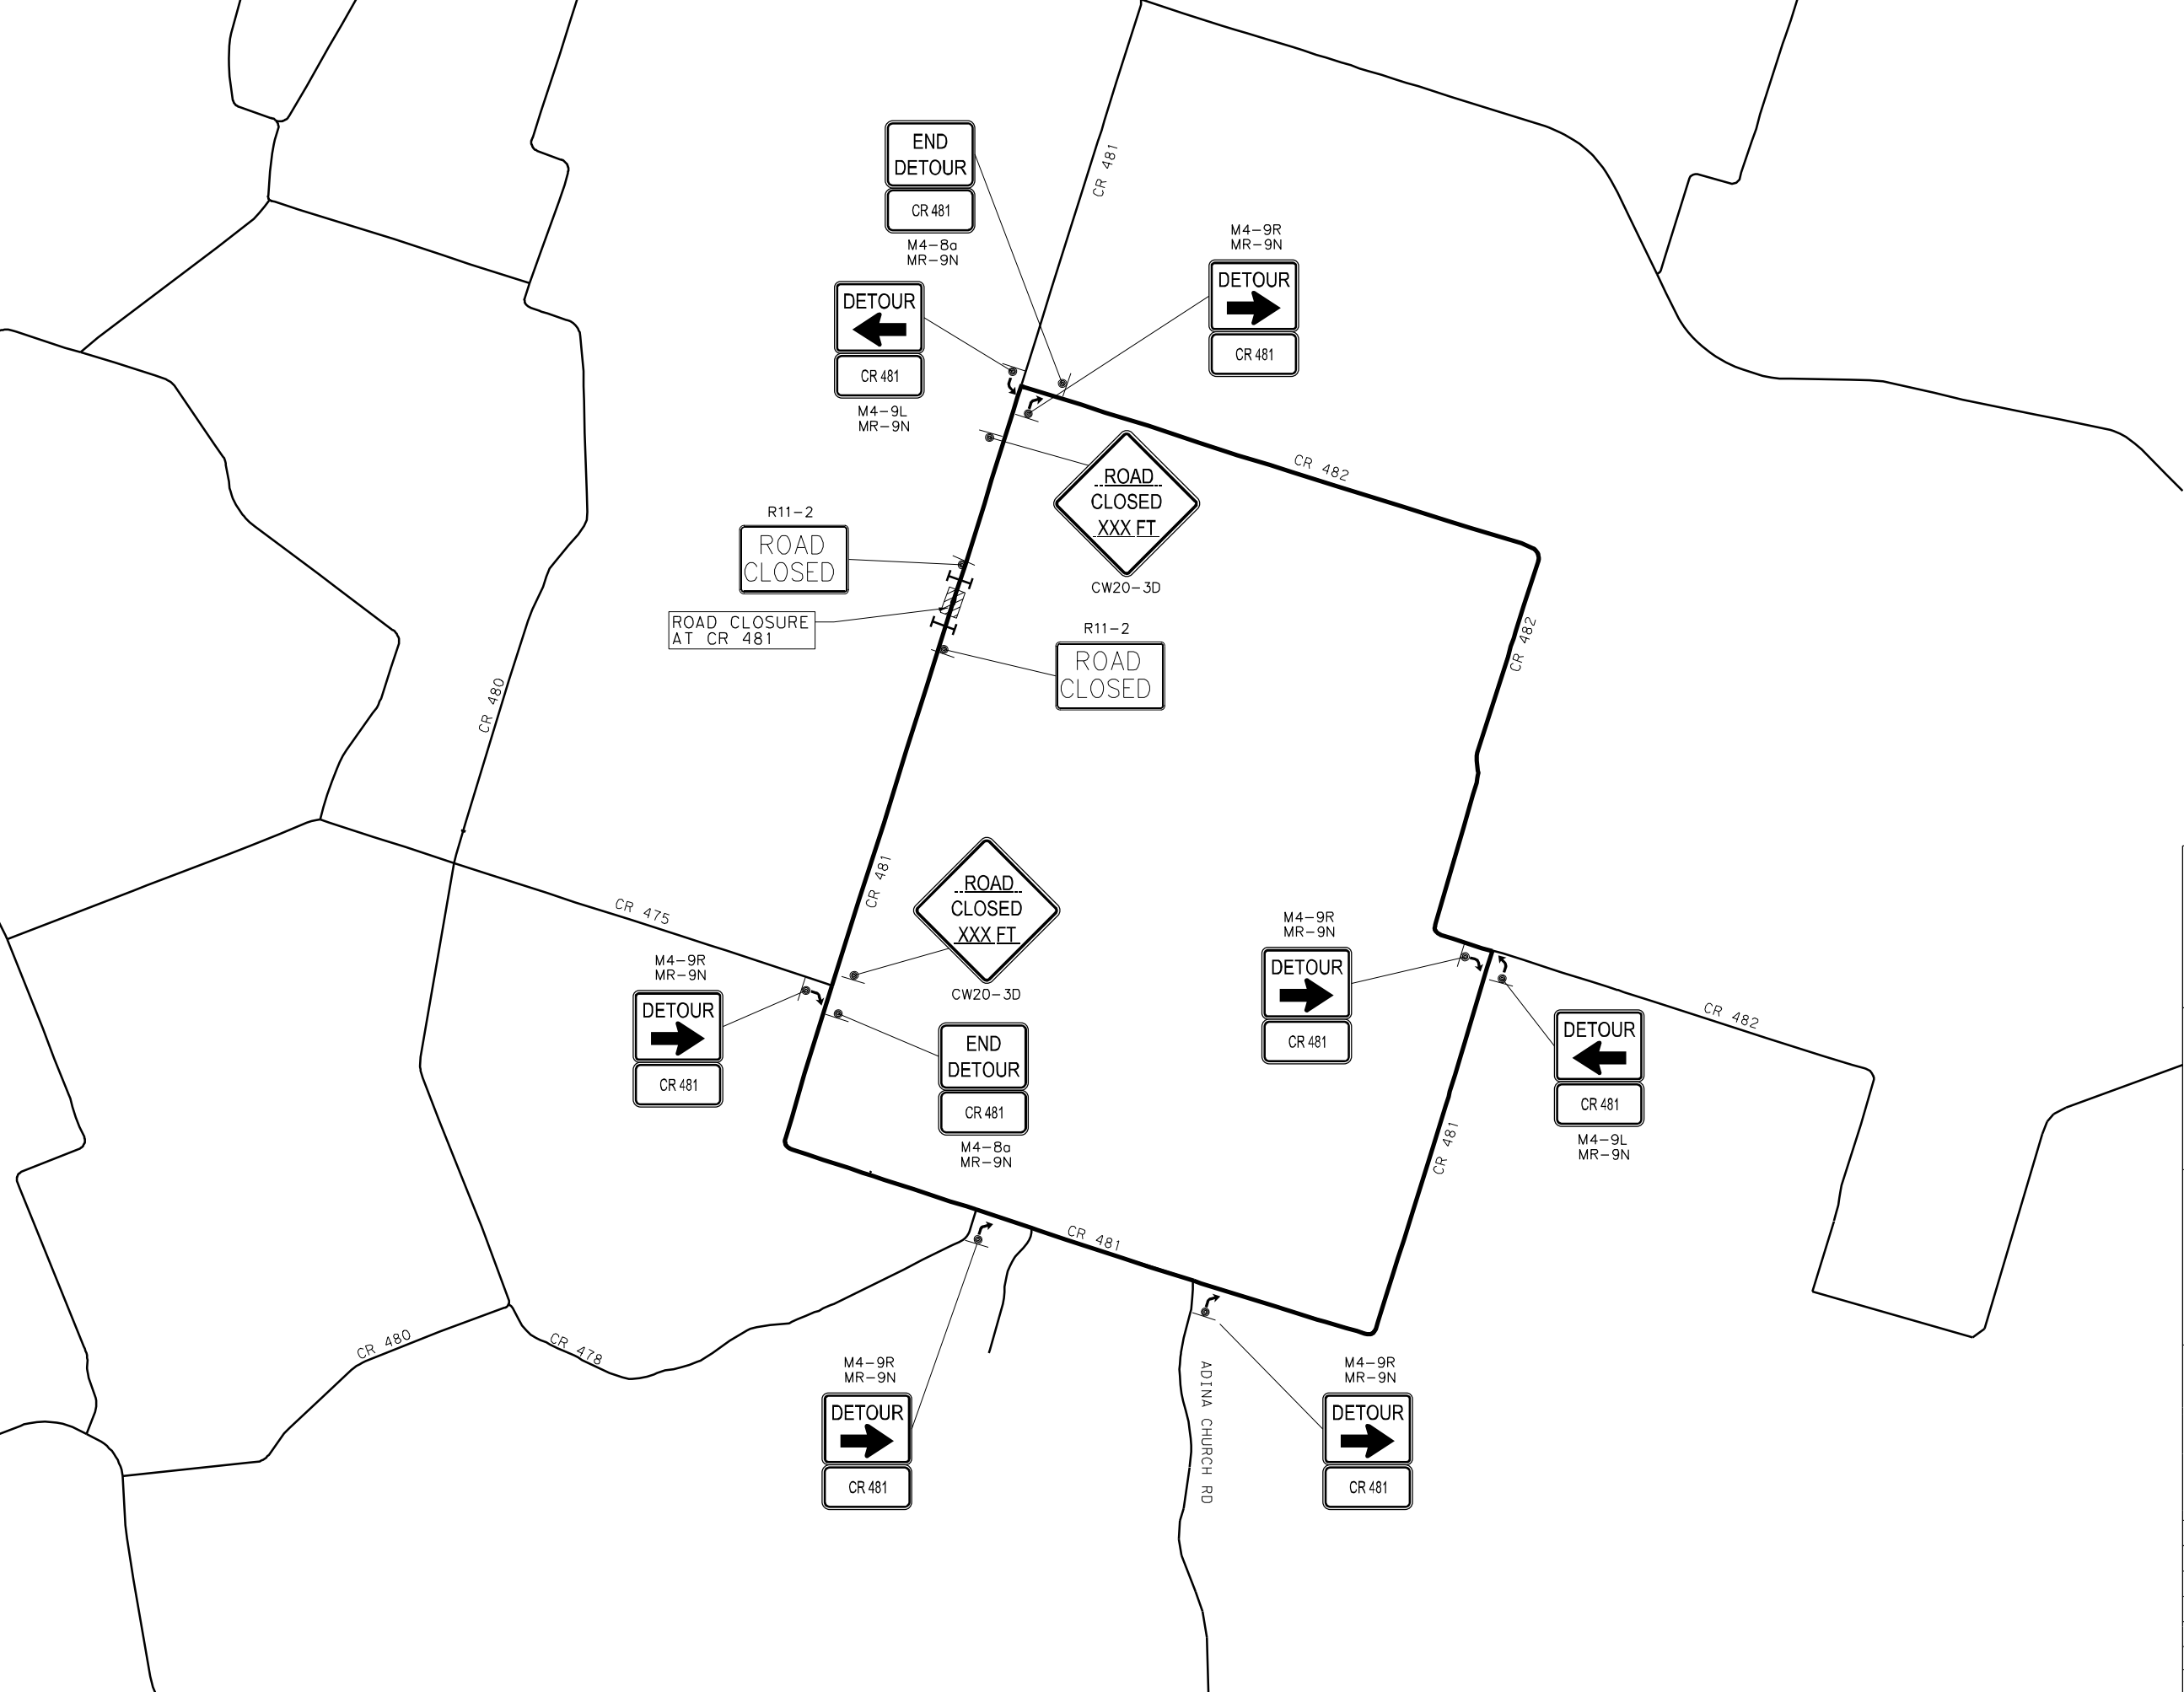 CR 481
END
DETOUR
CR 481
M4-8a
MR-9N
M4-9R
MR-9N
DETOUR
CR 481
DETOUR
CR 481
M4-9L
MR-9N
CR 482
ROAD
CLOSED
XXX FT
CW20-3D
R11-2
ROAD
CLOSED
ROAD CLOSURE
AT CR 481
R11-2
ROAD
CLOSED
CR 482
CR 480
CR 481
ROAD
CLOSED
XXX FT
CW20-3D
CR 475
M4-9R
MR-9N
DETOUR
CR 481
END
DETOUR
CR 481
M4-8a
MR-9N
M4-9R
MR-9N
DETOUR
CR 481
CR 482
DETOUR
CR 481
M4-9L
MR-9N
CR 481
CR 481
CR 480
CR 478
M4-9R
MR-9N
DETOUR
CR 481
ADINA CHURCH RD
M4-9R
MR-9N
DETOUR
CR 481